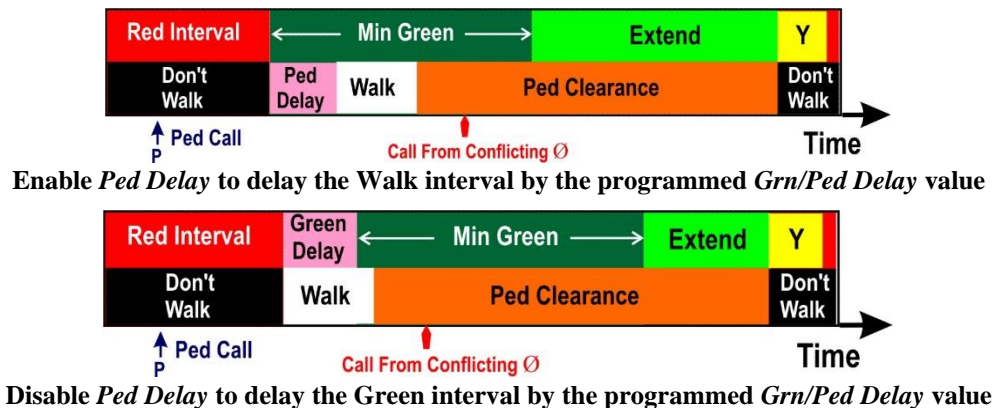 Red Interval Min Green Extend Y
Don't Walk Ped Delay Walk Ped Clearance Don't Walk
P Ped Call Call From Conflicting Ø Time
Enable Ped Delay to delay the Walk interval by the programmed Grn/Ped Delay value
Red Interval Green Delay Min Green Extend Y
Don't Walk Walk Ped Clearance Don't Walk
P Ped Call Call From Conflicting Ø Time
Disable Ped Delay to delay the Green interval by the programmed Grn/Ped Delay value